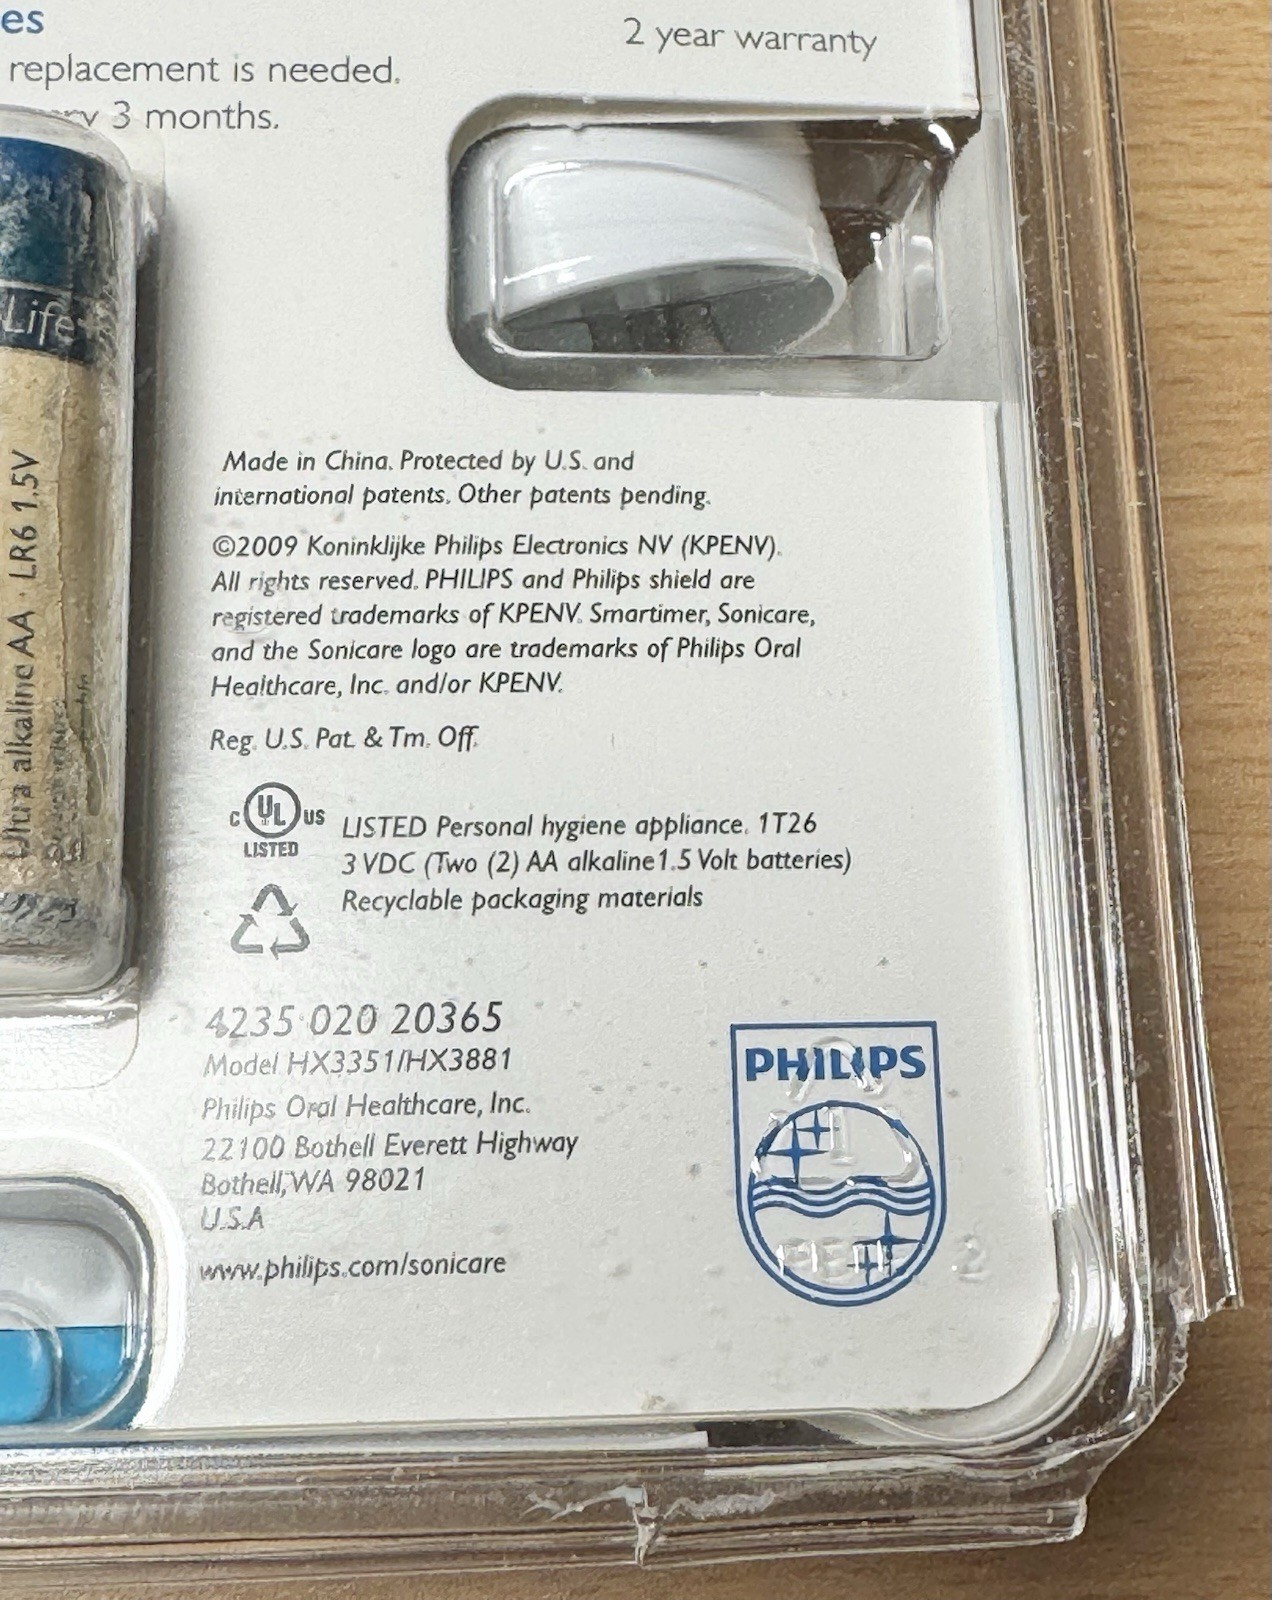 es
replacement is needed.
3 months.
2 year warranty
Life+
Ultra alkaline AA · LR6 1.5V
Made in China. Protected by U.S. and
international patents. Other patents pending.
©2009 Koninklijke Philips Electronics NV (KPENV).
All rights reserved. PHILIPS and Philips shield are
registered trademarks of KPENV. Smartimer, Sonicare,
and the Sonicare logo are trademarks of Philips Oral
Healthcare, Inc. and/or KPENV.
Reg. U.S. Pat. & Tm. Off.
C UL US
LISTED
LISTED Personal hygiene appliance. 1T26
3 VDC (Two (2) AA alkaline1.5 Volt batteries)
Recyclable packaging materials
4235 020 20365
Model HX3351/HX3881
Philips Oral Healthcare, Inc.
22100 Bothell Everett Highway
Bothell, WA 98021
U.S.A
www.philips.com/sonicare
PHILIPS